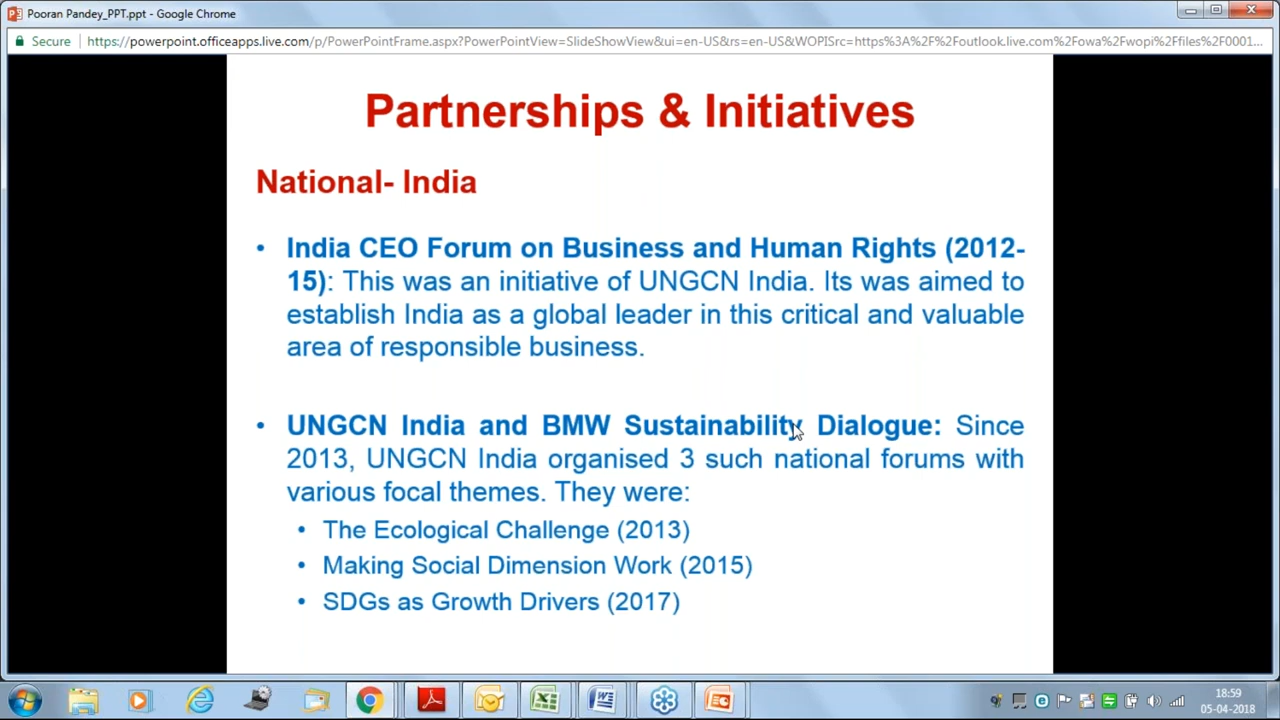 Pooran Pandey_PPT.ppt - Google Chrome
Secure https://powerpoint.officeapps.live.com/p/PowerPointFrame.aspx?PowerPointView=SlideShowView&ui=en-US&rs=en-US&WOPISrc=https%3A%2F%2Foutlook.live.com%2Fowa%2Fwopi%2Ffiles%2F0001...
Partnerships & Initiatives
National- India
• India CEO Forum on Business and Human Rights (2012-
15): This was an initiative of UNGCN India. Its was aimed to
establish India as a global leader in this critical and valuable
area of responsible business.
• UNGCN India and BMW Sustainability Dialogue: Since
2013, UNGCN India organised 3 such national forums with
various focal themes. They were:
• The Ecological Challenge (2013)
• Making Social Dimension Work (2015)
• SDGs as Growth Drivers (2017)
18:59
05-04-2018